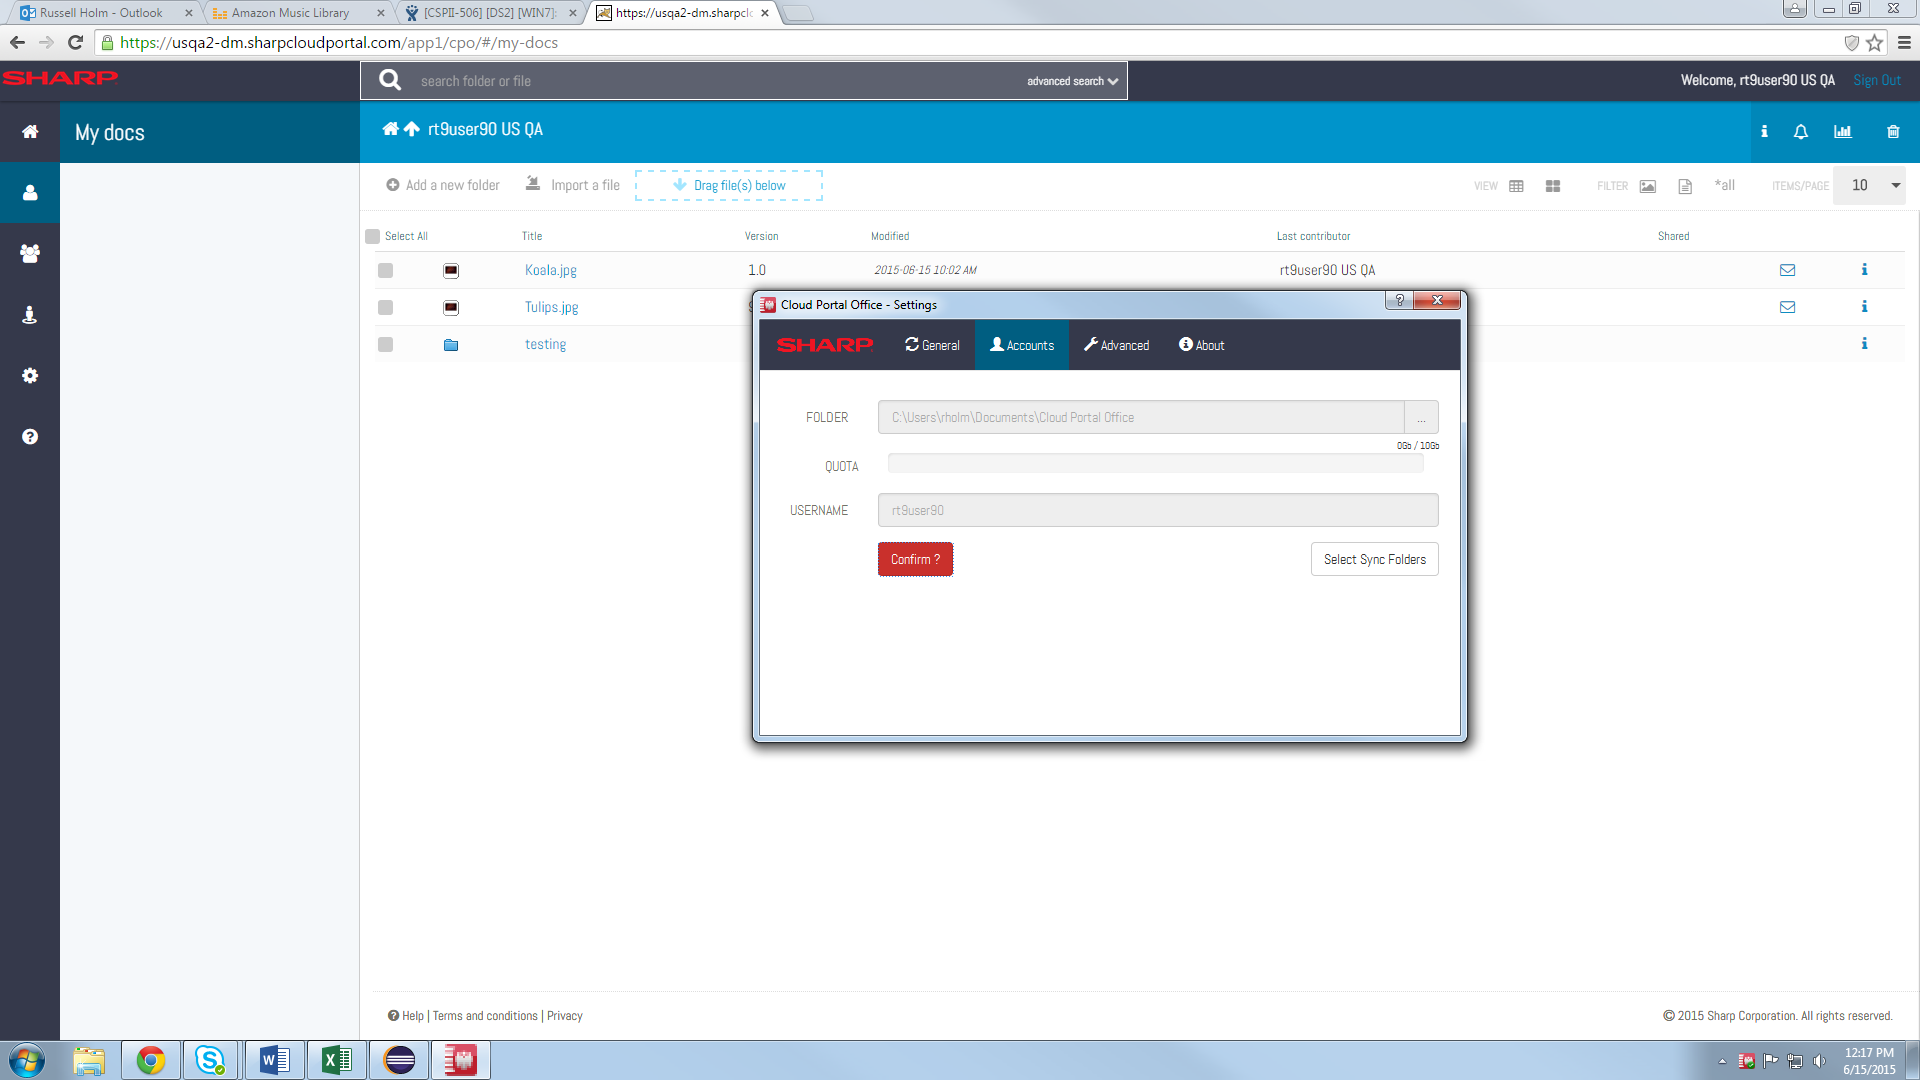 Russell Holm - Outlook
Amazon Music Library
[CSPII-506] [DS2] [WIN7]:
https://usqa2-dm.sharpclo
https://usqa2-dm.sharpcloudportal.com/app1/cpo/#/my-docs
SHARP
search folder or file
advanced search
Welcome, rt9user90 US QA
Sign Out
My docs
rt9user90 US QA
Add a new folder
Import a file
Drag file(s) below
VIEW
FILTER
*all
ITEMS/PAGE
10
Select All
Title
Version
Modified
Last contributor
Shared
Koala.jpg
1.0
2015-06-15 10:02 AM
rt9user90 US QA
Tulips.jpg
testing
Cloud Portal Office - Settings
SHARP
General
Accounts
Advanced
About
FOLDER
C:\Users\rholm\Documents\Cloud Portal Office
...
0Gb / 10Gb
QUOTA
USERNAME
rt9user90
Confirm ?
Select Sync Folders
Help | Terms and conditions | Privacy
© 2015 Sharp Corporation. All rights reserved.
12:17 PM
6/15/2015